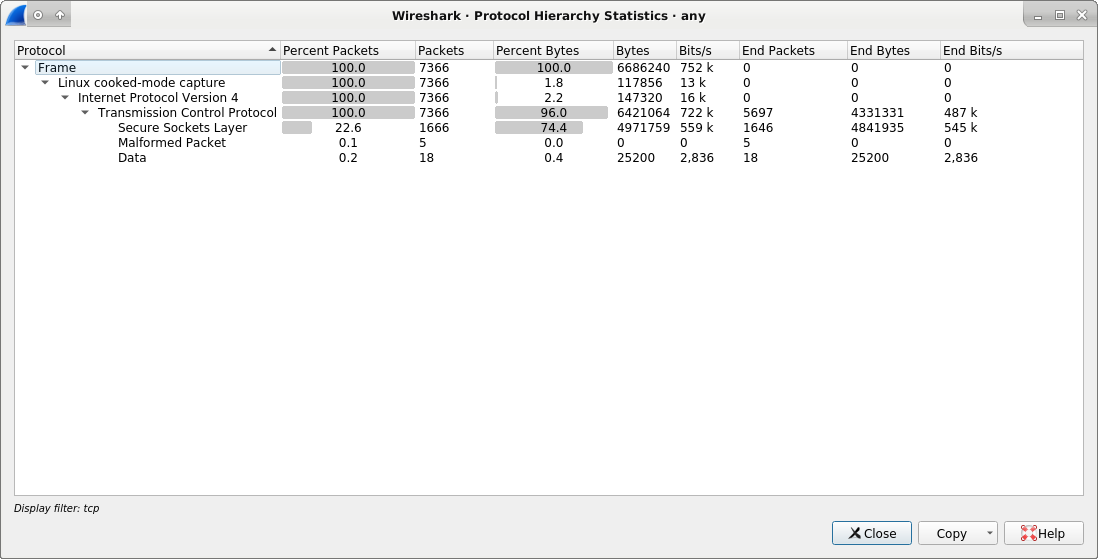 Wireshark · Protocol Hierarchy Statistics · any
Protocol Percent Packets Packets Percent Bytes Bytes Bits/s End Packets End Bytes End Bits/s
Frame 100.0 7366 100.0 6686240 752 k 0 0 0
Linux cooked-mode capture 100.0 7366 1.8 117856 13 k 0 0 0
Internet Protocol Version 4 100.0 7366 2.2 147320 16 k 0 0 0
Transmission Control Protocol 100.0 7366 96.0 6421064 722 k 5697 4331331 487 k
Secure Sockets Layer 22.6 1666 74.4 4971759 559 k 1646 4841935 545 k
Malformed Packet 0.1 5 0.0 0 0 5 0 0
Data 0.2 18 0.4 25200 2,836 18 25200 2,836
Display filter: tcp
Close Copy Help